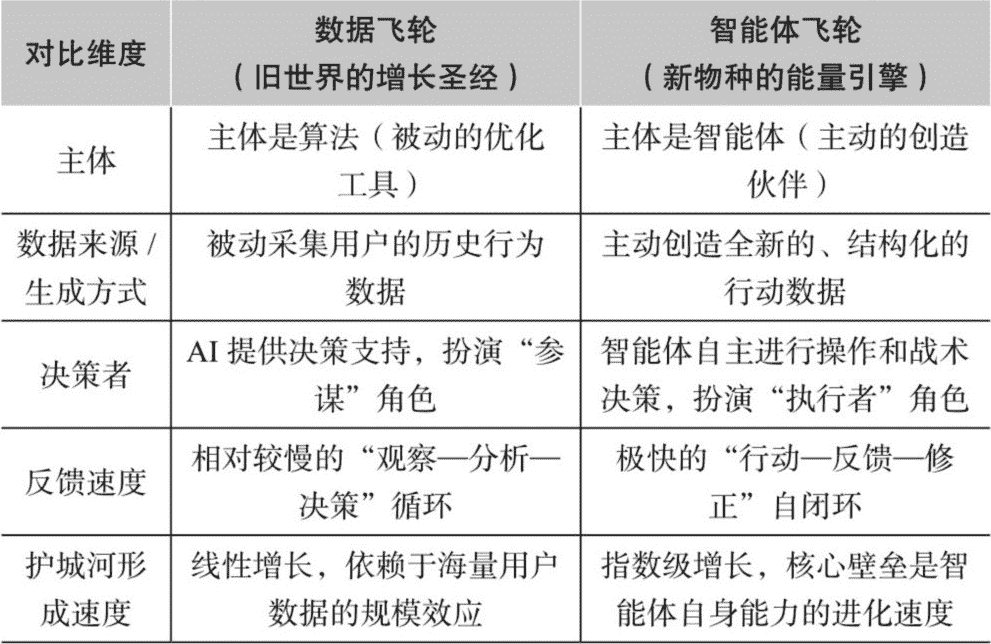 对比维度
数据飞轮
（旧世界的增长圣经）
智能体飞轮
（新物种的能量引擎）
主体
主体是算法（被动的优化
工具）
主体是智能体（主动的创造
伙伴）
数据来源 /
生成方式
被动采集用户的历史行为
数据
主动创造全新的、结构化的
行动数据
决策者
AI 提供决策支持，扮演“参
谋”角色
智能体自主进行操作和战术
决策，扮演“执行者”角色
反馈速度
相对较慢的“观察—分析—
决策”循环
极快的“行动—反馈—修
正”自闭环
护城河形
成速度
线性增长，依赖于海量用户
数据的规模效应
指数级增长，核心壁垒是智
能体自身能力的进化速度